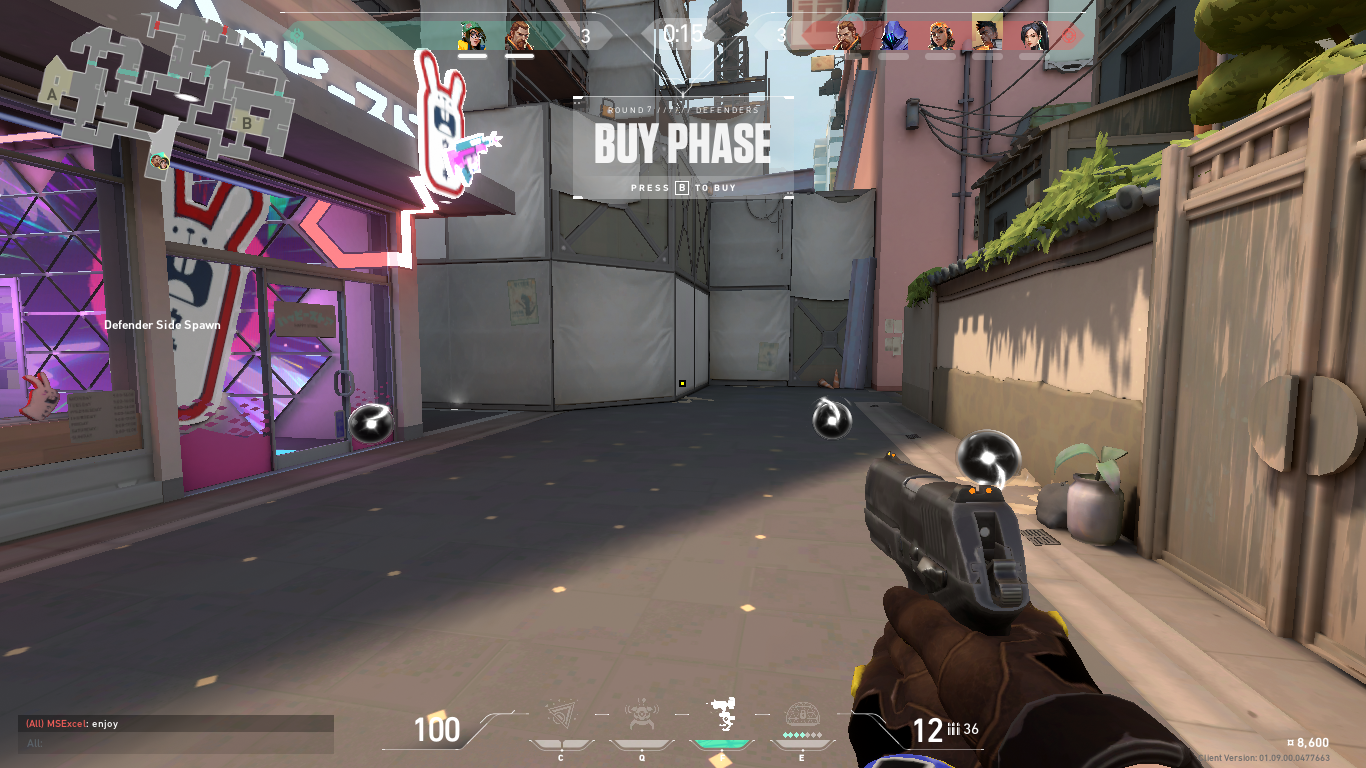 3
0:15
3
ROUND 7 // DEFENDERS
BUY PHASE
PRESS B TO BUY
A
B
Defender Side Spawn
(All) MSExcel: enjoy
All:
100
C
Q
F
E
12
36
8,600
Client Version: 01.09.00.0477663